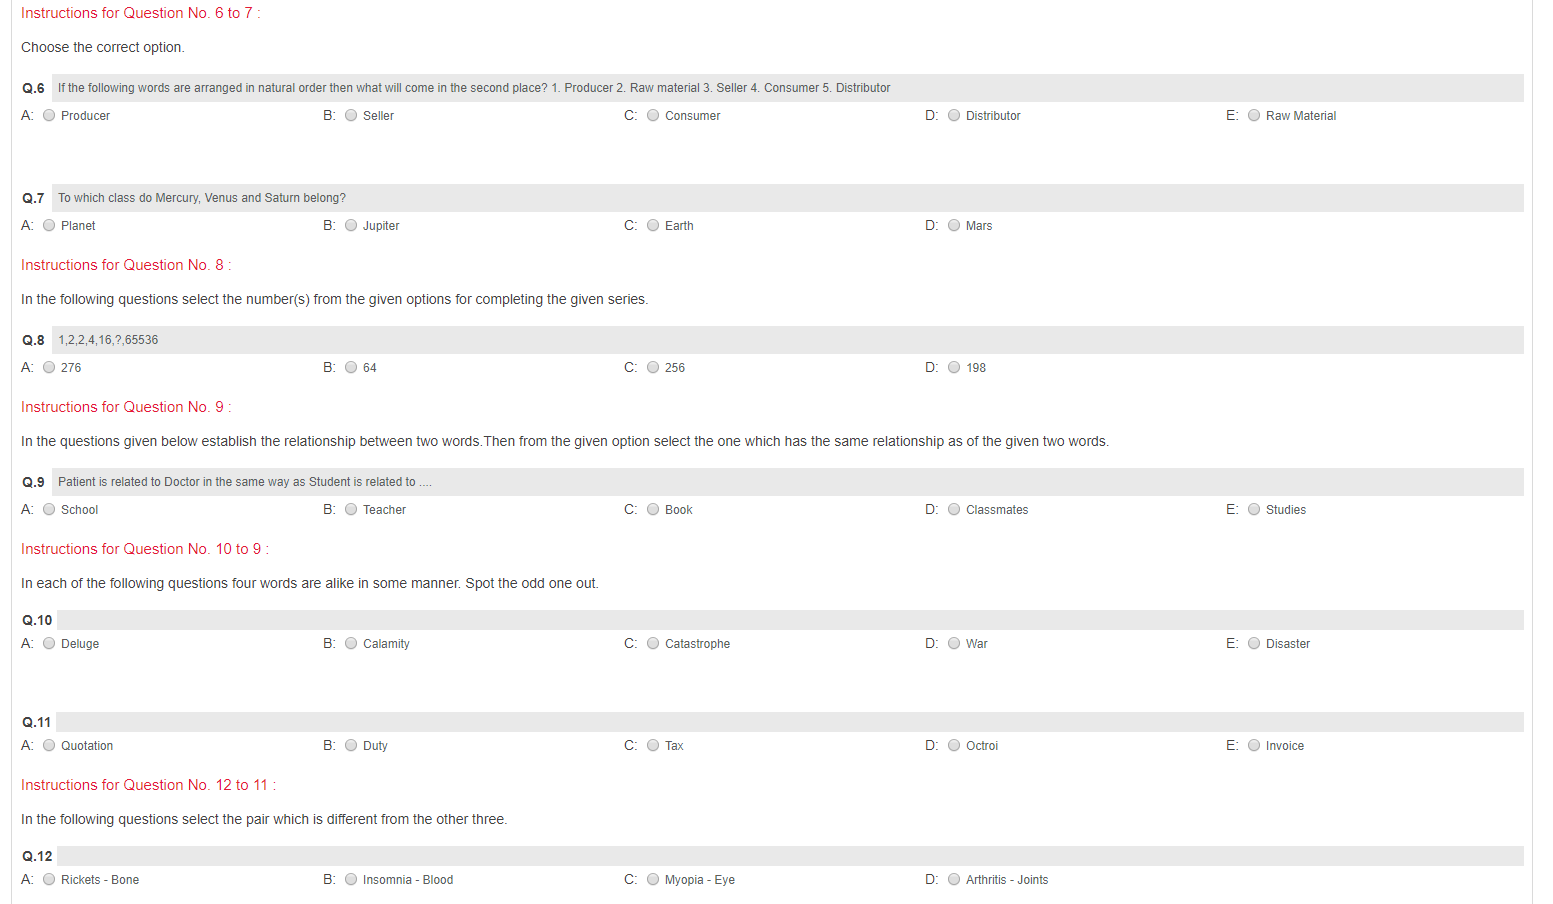 Instructions for Question No. 6 to 7 :
Choose the correct option.
Q.6 If the following words are arranged in natural order then what will come in the second place? 1. Producer 2. Raw material 3. Seller 4. Consumer 5. Distributor
A: Producer B: Seller C: Consumer D: Distributor E: Raw Material
Q.7 To which class do Mercury, Venus and Saturn belong?
A: Planet B: Jupiter C: Earth D: Mars
Instructions for Question No. 8 :
In the following questions select the number(s) from the given options for completing the given series.
Q.8 1,2,2,4,16,?,65536
A: 276 B: 64 C: 256 D: 198
Instructions for Question No. 9 :
In the questions given below establish the relationship between two words.Then from the given option select the one which has the same relationship as of the given two words.
Q.9 Patient is related to Doctor in the same way as Student is related to ....
A: School B: Teacher C: Book D: Classmates E: Studies
Instructions for Question No. 10 to 9 :
In each of the following questions four words are alike in some manner. Spot the odd one out.
Q.10
A: Deluge B: Calamity C: Catastrophe D: War E: Disaster
Q.11
A: Quotation B: Duty C: Tax D: Octroi E: Invoice
Instructions for Question No. 12 to 11 :
In the following questions select the pair which is different from the other three.
Q.12
A: Rickets - Bone B: Insomnia - Blood C: Myopia - Eye D: Arthritis - Joints